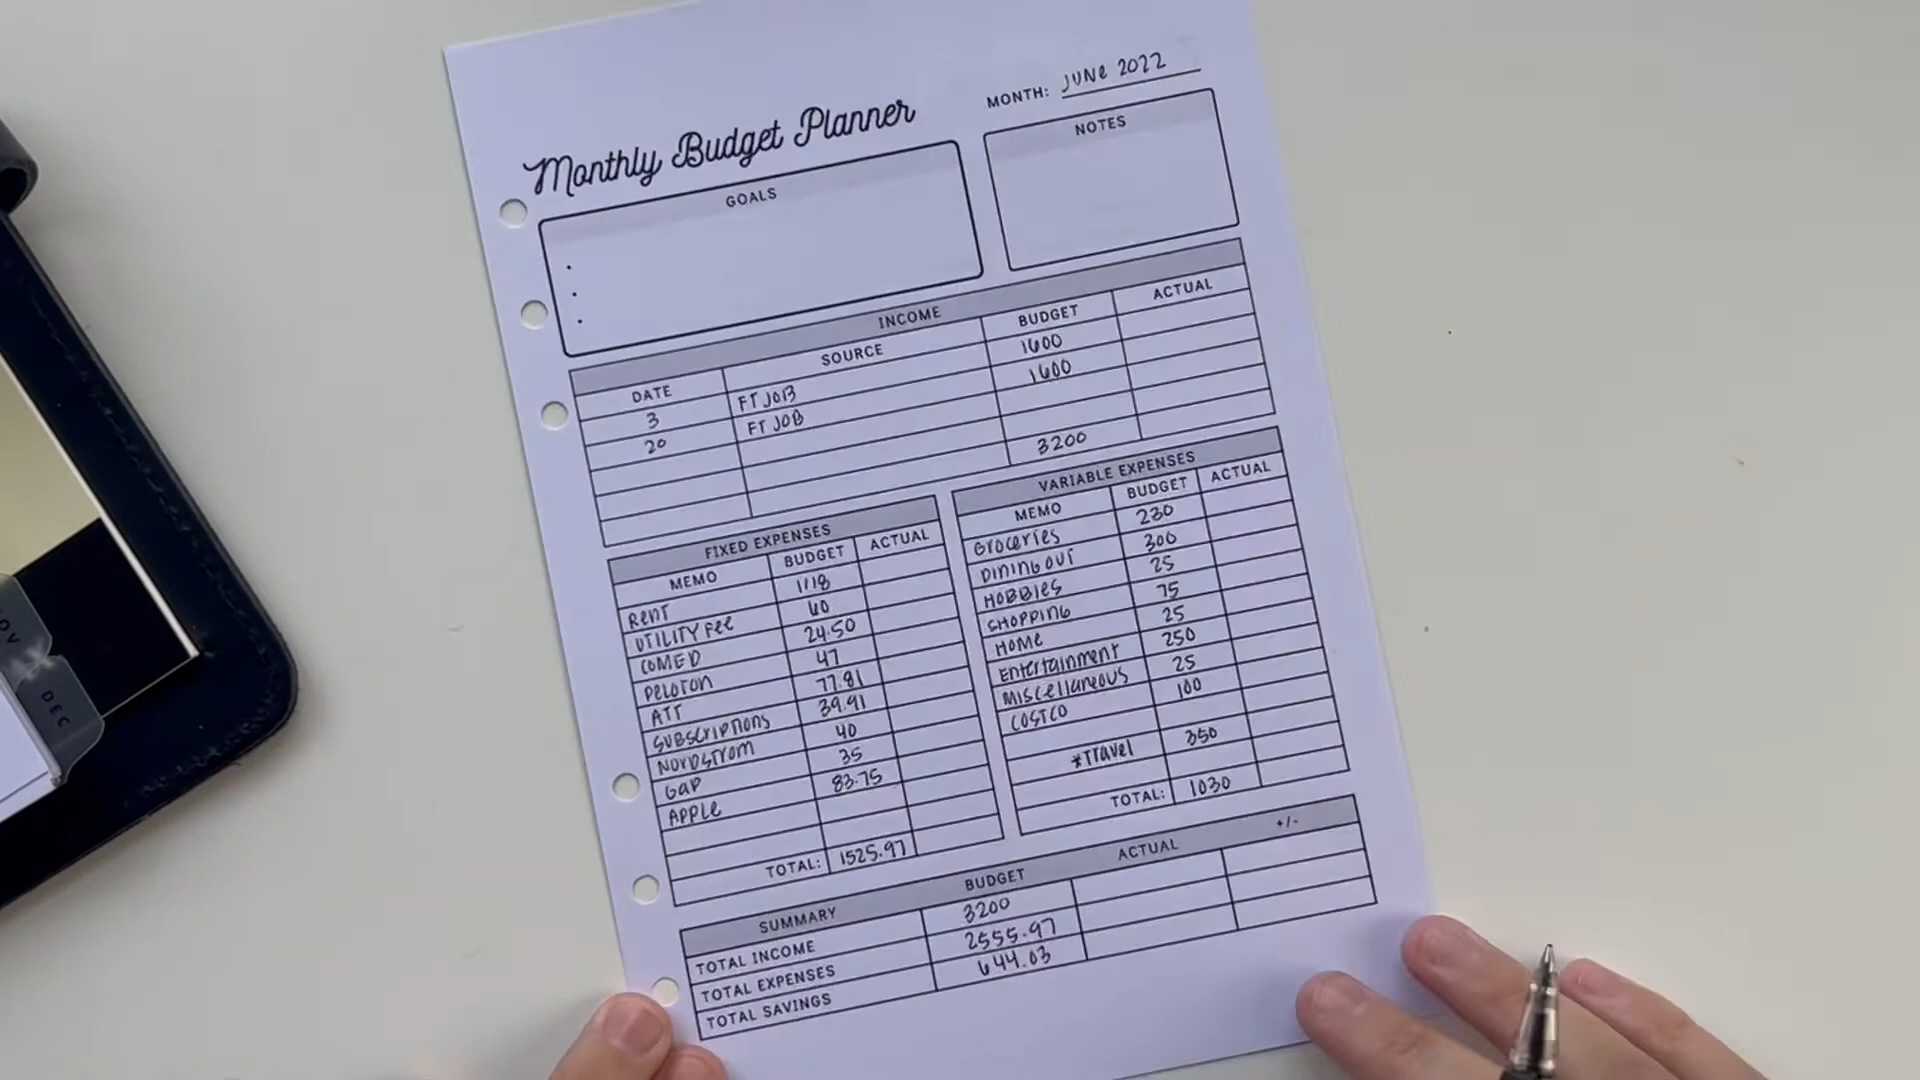 MONTH: JUNE 2022
Monthly Budget Planner
GOALS
NOTES
INCOME
DATE SOURCE BUDGET ACTUAL
3 FT JOB 1600
20 FT JOB 1600
3200
FIXED EXPENSES
MEMO BUDGET ACTUAL
RENT 1118
UTILITY FEE 60
COMED 24.50
PELOTON 47
ATT 77.81
SUBSCRIPTIONS 39.91
NORDSTROM 40
GAP 35
APPLE 83.75
TOTAL: 1525.97
VARIABLE EXPENSES
MEMO BUDGET ACTUAL
GROCERIES 230
DINING OUT 300
HOBBIES 25
SHOPPING 75
HOME 25
ENTERTAINMENT 250
MISCELLANEOUS 25
COSTCO 100
*TRAVEL 350
TOTAL: 1030
SUMMARY BUDGET ACTUAL +/-
TOTAL INCOME 3200
TOTAL EXPENSES 2555.97
TOTAL SAVINGS 644.03
OV
DEC